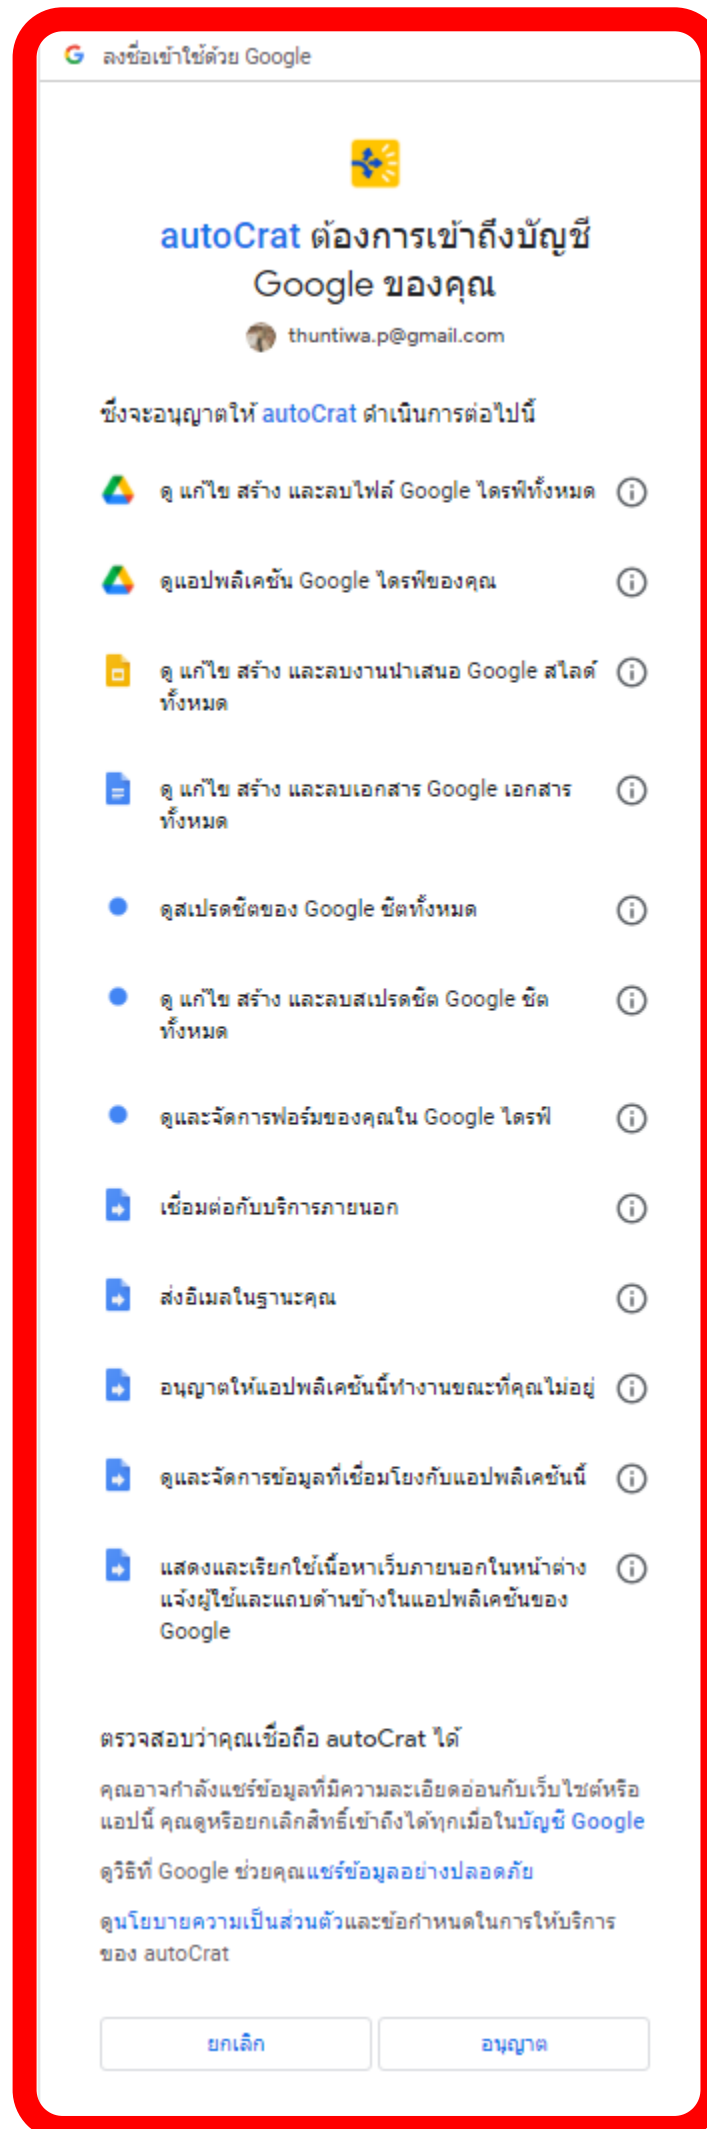 ลงชื่อเข้าใช้ด้วย Google
autoCrat ต้องการเข้าถึงบัญชี
Google ของคุณ
thuntiwa.p@gmail.com
ซึ่งจะอนุญาตให้ autoCrat ดำเนินการต่อไปนี้
ดู แก้ไข สร้าง และลบไฟล์ Google ไดรฟ์ทั้งหมด
ดูแอปพลิเคชัน Google ไดรฟ์ของคุณ
ดู แก้ไข สร้าง และลบงานนำเสนอ Google สไลด์
ทั้งหมด
ดู แก้ไข สร้าง และลบเอกสาร Google เอกสาร
ทั้งหมด
ดูสเปรดชีตของ Google ชีตทั้งหมด
ดู แก้ไข สร้าง และลบสเปรดชีต Google ชีต
ทั้งหมด
ดูและจัดการฟอร์มของคุณใน Google ไดรฟ์
เชื่อมต่อกับบริการภายนอก
ส่งอีเมลในฐานะคุณ
อนุญาตให้แอปพลิเคชันนี้ทำงานขณะที่คุณไม่อยู่
ดูและจัดการข้อมูลที่เชื่อมโยงกับแอปพลิเคชันนี้
แสดงและเรียกใช้เนื้อหาเว็บภายนอกในหน้าต่าง
แจ้งผู้ใช้และแถบด้านข้างในแอปพลิเคชันของ
Google
ตรวจสอบว่าคุณเชื่อถือ autoCrat ได้
คุณอาจกำลังแชร์ข้อมูลที่มีความละเอียดอ่อนกับเว็บไซต์หรือ
แอปนี้ คุณดูหรือยกเลิกสิทธิ์เข้าถึงได้ทุกเมื่อในบัญชี Google
ดูวิธีที่ Google ช่วยคุณแชร์ข้อมูลอย่างปลอดภัย
ดูนโยบายความเป็นส่วนตัวและข้อกำหนดในการให้บริการ
ของ autoCrat
ยกเลิก
อนุญาต